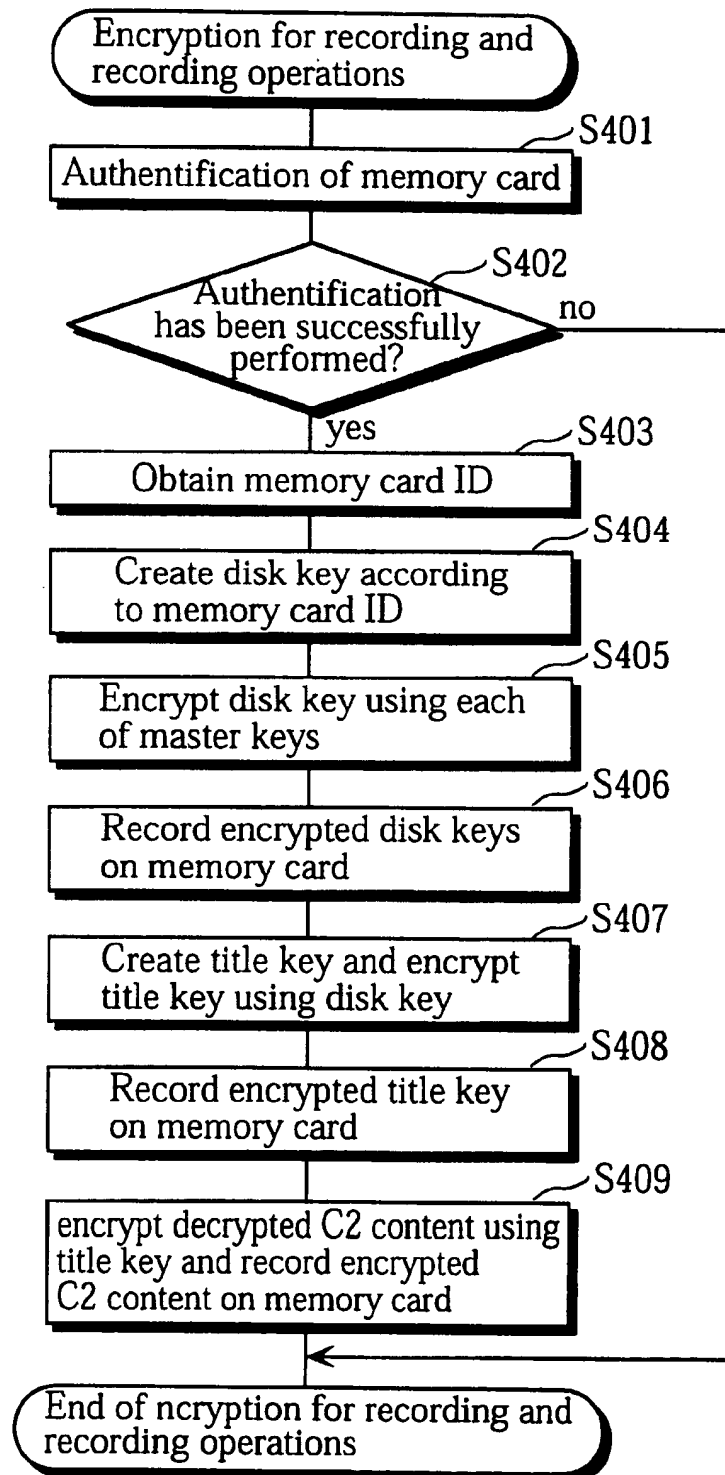 Encryption for recording and
recording operations
S401
Authentification of memory card
S402
Authentification
has been successfully
performed?
no
yes
S403
Obtain memory card ID
S404
Create disk key according
to memory card ID
S405
Encrypt disk key using each
of master keys
S406
Record encrypted disk keys
on memory card
S407
Create title key and encrypt
title key using disk key
S408
Record encrypted title key
on memory card
S409
encrypt decrypted C2 content using
title key and record encrypted
C2 content on memory card
End of ncryption for recording and
recording operations